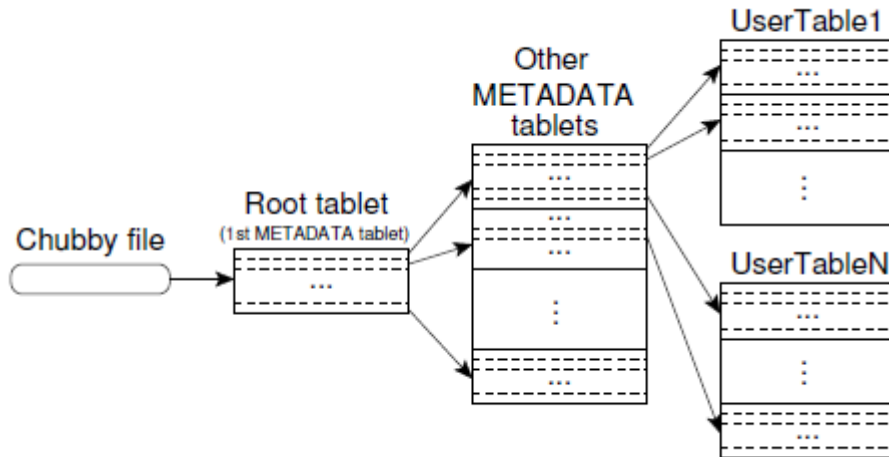 Chubby file
Root tablet
(1st METADATA tablet)
...
Other
METADATA
tablets
...
...
...
⋮
...
UserTable1
...
...
⋮
UserTableN
...
⋮
...